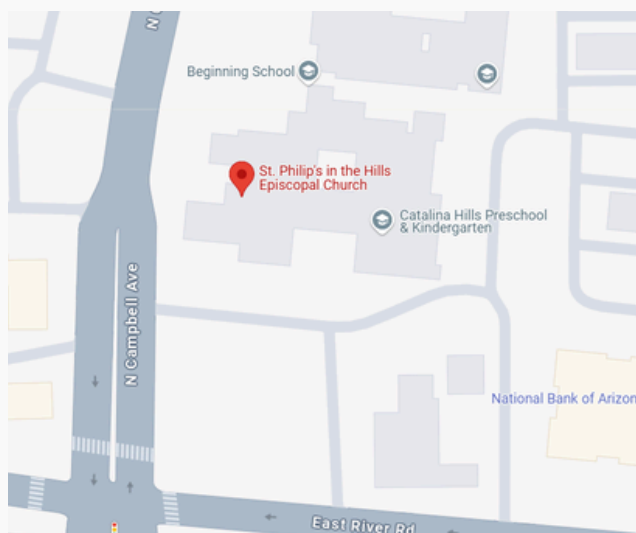 N
Beginning School
St. Philip's in the Hills
Episcopal Church
Catalina Hills Preschool
& Kindergarten
N Campbell Ave
National Bank of Arizon
East River Rd